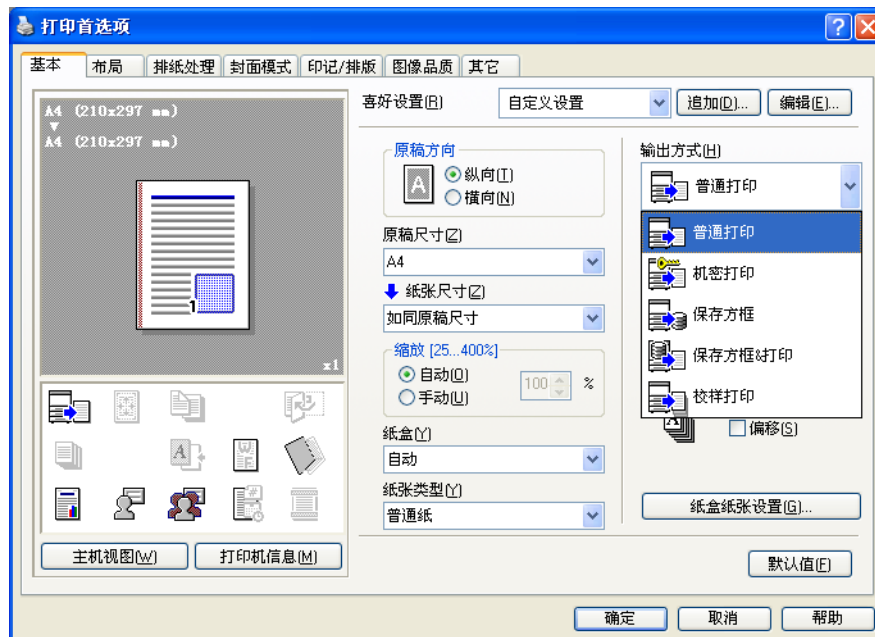 打印首选项
基本 布局 排纸处理 封面模式 印记/排版 图像品质 其它
A4 (210x297 mm)
A4 (210x297 mm)
1
x1
主机视图(W) 打印机信息(M)
喜好设置(R) 自定义设置 追加(D)... 编辑(E)...
原稿方向
A
纵向(T)
横向(N)
原稿尺寸(Z)
A4
纸张尺寸(Z)
如同原稿尺寸
缩放 [25...400%]
自动(O)
手动(U)
100 %
纸盒(Y)
自动
纸张类型(Y)
普通纸
输出方式(H)
普通打印
普通打印
机密打印
保存方框
保存方框&打印
校样打印
偏移(S)
纸盒纸张设置(G)...
默认值(F)
确定 取消 帮助